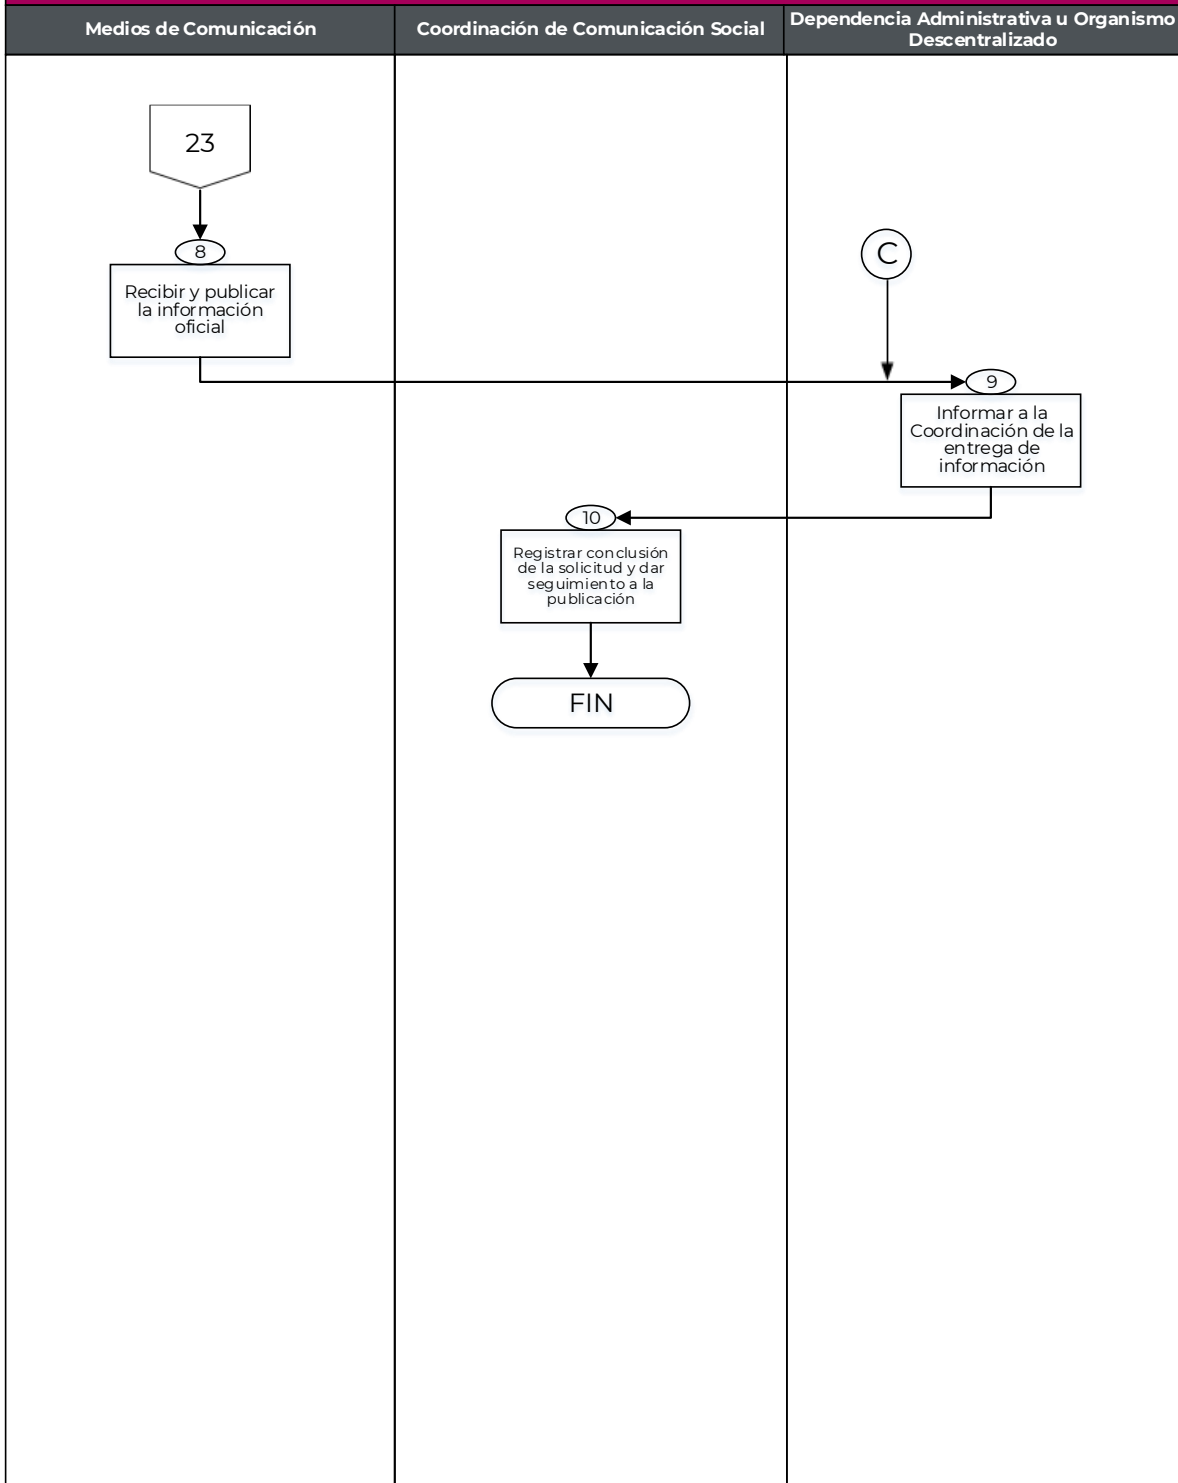 Medios de Comunicación
Coordinación de Comunicación Social
Dependencia Administrativa u Organismo
Descentralizado
23
8
Recibir y publicar
la información
oficial
C
9
Informar a la
Coordinación de la
entrega de
información
10
Registrar conclusión
de la solicitud y dar
seguimiento a la
publicación
FIN